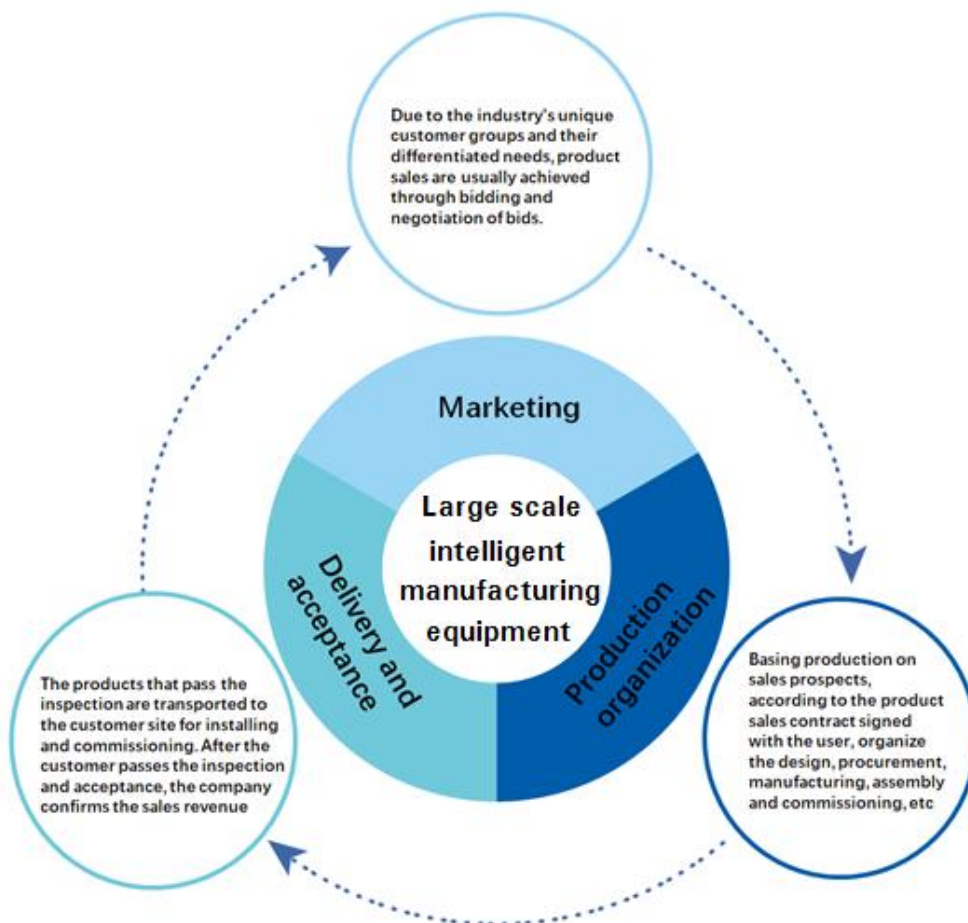 Due to the industry's unique
customer groups and their
differentiated needs, product
sales are usually achieved
through bidding and
negotiation of bids.
Marketing
Large scale
intelligent
manufacturing
equipment
Delivery and
acceptance
Production
organization
The products that pass the
inspection are transported to
the customer site for installing
and commissioning. After the
customer passes the inspection
and acceptance, the company
confirms the sales revenue
Basing production on
sales prospects,
according to the product
sales contract signed
with the user, organize
the design, procurement,
manufacturing, assembly
and commissioning, etc